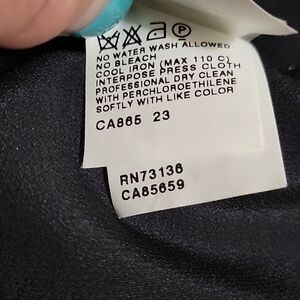 P
NO WATER WASH ALLOWED
NO BLEACH
COOL IRON (MAX 110 C)
INTERPOSE PRESS CLOTH
PROFESSIONAL DRY CLEAN
WITH PERCHLOROETHILENE
SOFTLY WITH LIKE COLOR
CA865 23
RN73136
CA85659